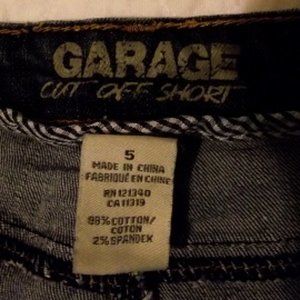 GARAGE
CUT OFF SHORT
5
MADE IN CHINA
FABRIQUÉ EN CHINE
RN 121340
CA 11319
98% COTTON/
COTON
2% SPANDEX